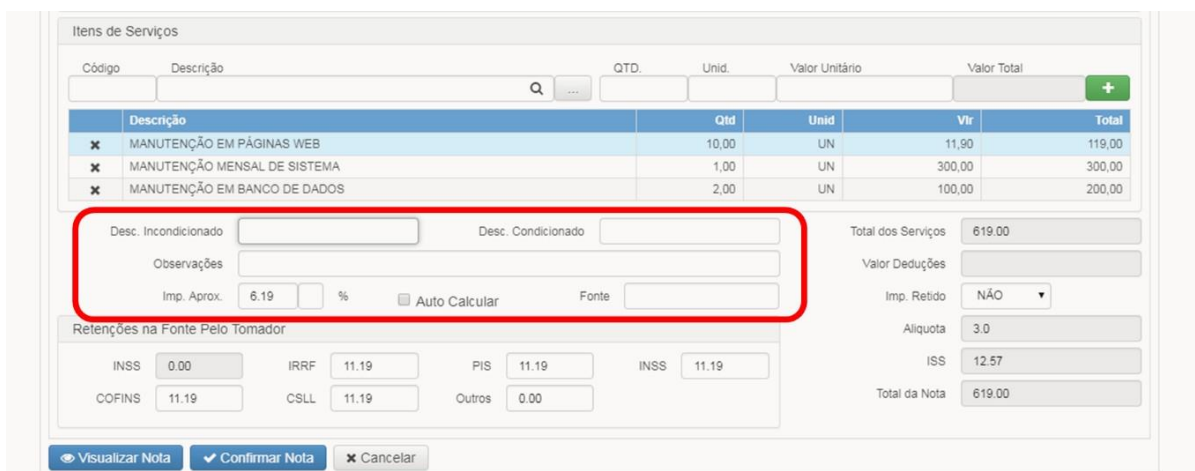 Itens de Serviços
Código Descrição QTD. Unid. Valor Unitário Valor Total
...
Descrição Qtd Unid Vlr Total
MANUTENÇÃO EM PÁGINAS WEB 10,00 UN 11,90 119,00
MANUTENÇÃO MENSAL DE SISTEMA 1,00 UN 300,00 300,00
MANUTENÇÃO EM BANCO DE DADOS 2,00 UN 100,00 200,00
Desc. Incondicionado Desc. Condicionado Total dos Serviços 619.00
Observações Valor Deduções
Imp. Aprox. 6.19 % Auto Calcular Fonte Imp. Retido NÃO
Retenções na Fonte Pelo Tomador Aliquota 3.0
INSS 0.00 IRRF 11.19 PIS 11.19 INSS 11.19 ISS 12.57
COFINS 11.19 CSLL 11.19 Outros 0.00 Total da Nota 619.00
Visualizar Nota Confirmar Nota Cancelar